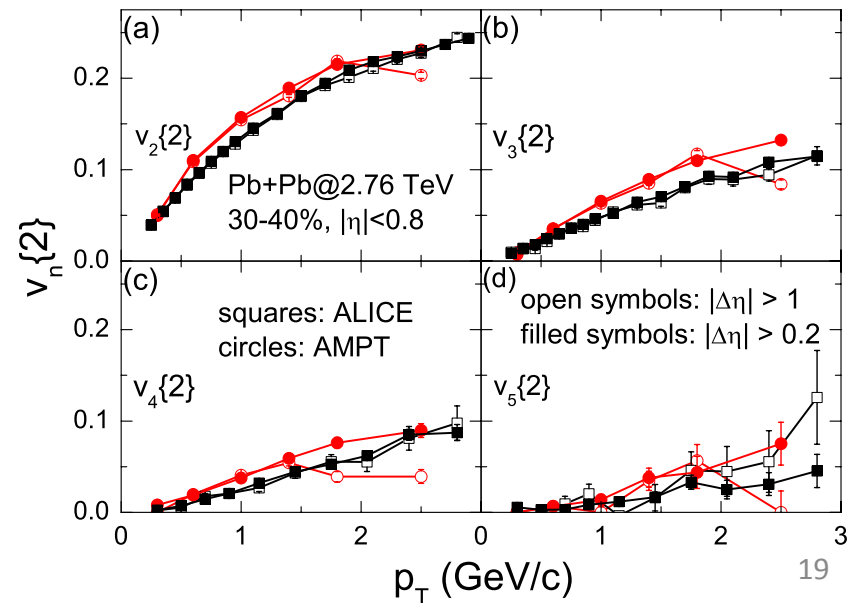 (a)
(b)
0.2
v2{2}
v3{2}
0.1
Pb+Pb@2.76 TeV
30-40%, |η|<0.8
0.0
vn{2}
(c)
(d)
squares: ALICE
circles: AMPT
open symbols: |Δη| > 1
filled symbols: |Δη| > 0.2
0.2
v4{2}
v5{2}
0.1
0.0
0 1 2 0 1 2 3
pT (GeV/c)
19